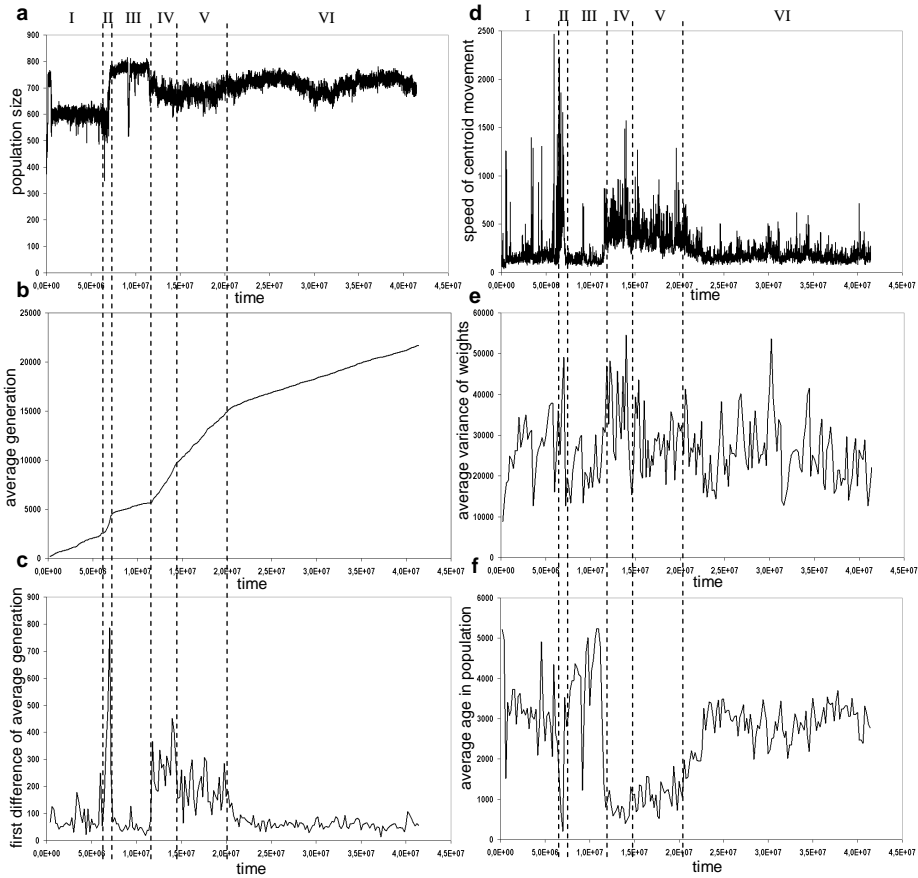 a
I II III IV V VI
population size
900
800
700
600
500
400
300
200
100
0
0,0E+00 5,0E+06 1,0E+07 1,5E+07 2,0E+07 2,5E+07 3,0E+07 3,5E+07 4,0E+07 4,5E+07
time
b
average generation
25000
20000
15000
10000
5000
0
0,0E+00 5,0E+06 1,0E+07 1,5E+07 2,0E+07 2,5E+07 3,0E+07 3,5E+07 4,0E+07 4,5E+07
time
c
first difference of average generation
900
800
700
600
500
400
300
200
100
0
0,0E+00 5,0E+06 1,0E+07 1,5E+07 2,0E+07 2,5E+07 3,0E+07 3,5E+07 4,0E+07 4,5E+07
time
d
I II III IV V VI
speed of centroid movement
2500
2000
1500
1000
500
0
0,0E+00 5,0E+06 1,0E+07 1,5E+07 2,0E+07 2,5E+07 3,0E+07 3,5E+07 4,0E+07 4,5E+07
time
e
average variance of weights
60000
50000
40000
30000
20000
10000
0
0,0E+00 5,0E+06 1,0E+07 1,5E+07 2,0E+07 2,5E+07 3,0E+07 3,5E+07 4,0E+07 4,5E+07
time
f
average age in population
6000
5000
4000
3000
2000
1000
0
0,0E+00 5,0E+06 1,0E+07 1,5E+07 2,0E+07 2,5E+07 3,0E+07 3,5E+07 4,0E+07 4,5E+07
time